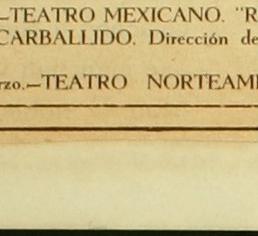 —TEATRO MEXICANO. "R
CARBALLIDO. Dirección de
rzo.—TEATRO NORTEAM